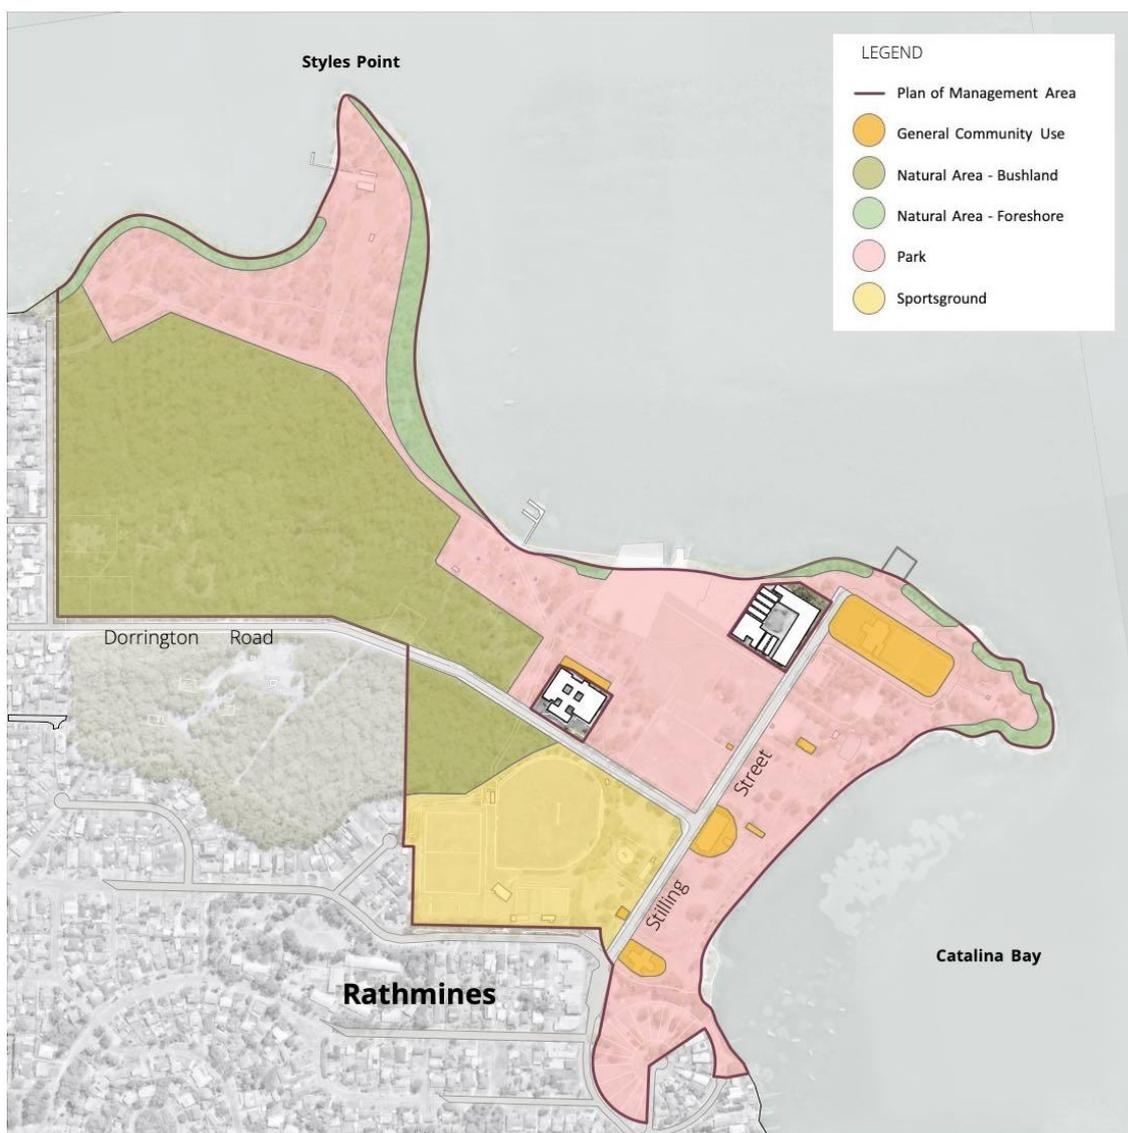 Styles Point
LEGEND
Plan of Management Area
General Community Use
Natural Area - Bushland
Natural Area - Foreshore
Park
Sportsground
Dorrington Road
Street
Stilling
Catalina Bay
Rathmines